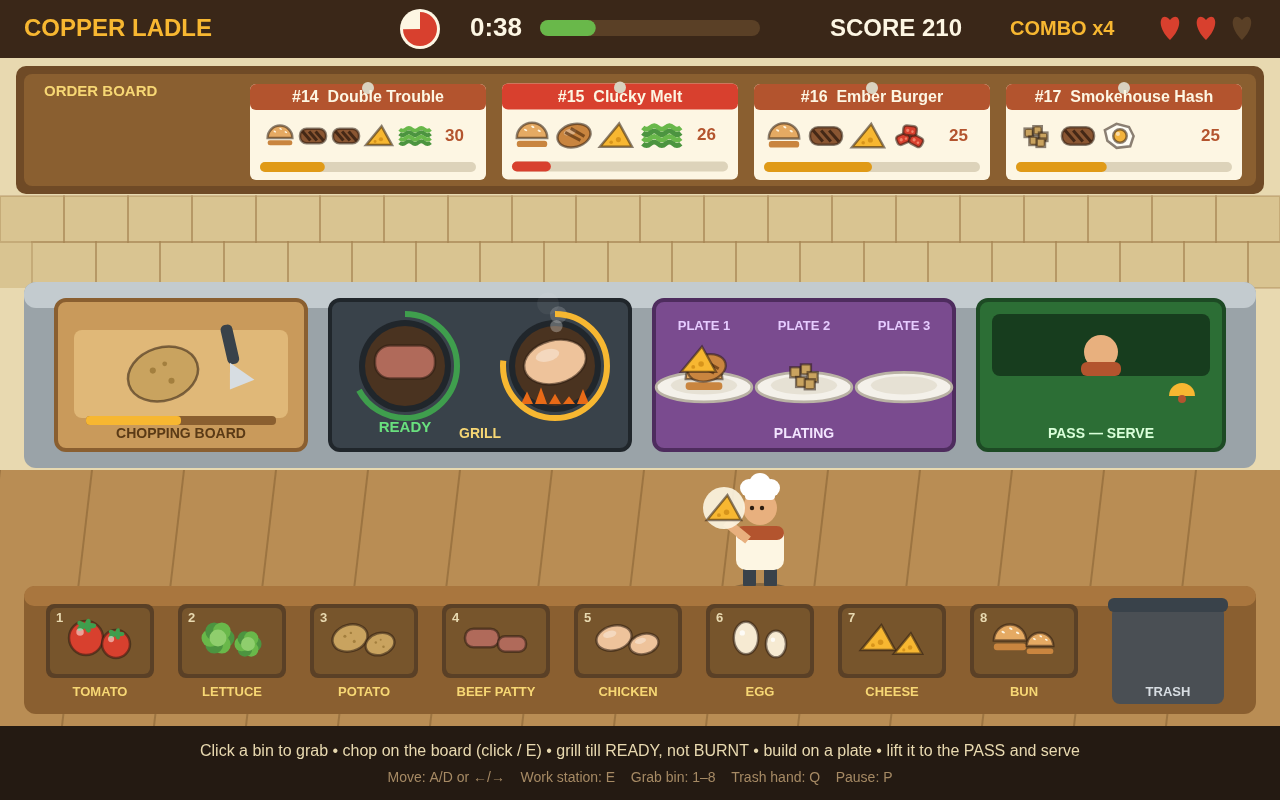 COPPER LADLE
0:38
SCORE 210
COMBO x4
ORDER BOARD
#14 Double Trouble
30
#15 Clucky Melt
26
#16 Ember Burger
25
#17 Smokehouse Hash
25
CHOPPING BOARD
READY
GRILL
PLATE 1
PLATE 2
PLATE 3
PLATING
PASS — SERVE
1
TOMATO
2
LETTUCE
3
POTATO
4
BEEF PATTY
5
CHICKEN
6
EGG
7
CHEESE
8
BUN
TRASH
Click a bin to grab • chop on the board (click / E) • grill till READY, not BURNT • build on a plate • lift it to the PASS and serve
Move: A/D or ←/→ Work station: E Grab bin: 1–8 Trash hand: Q Pause: P